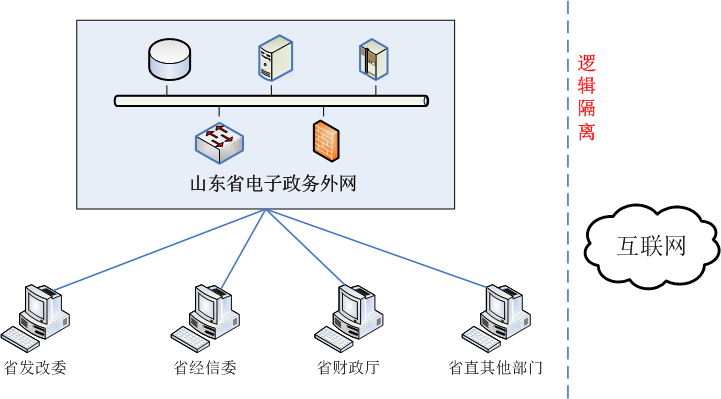 逻辑隔离
山东省电子政务外网
互联网
省发改委
省经信委
省财政厅
省直其他部门